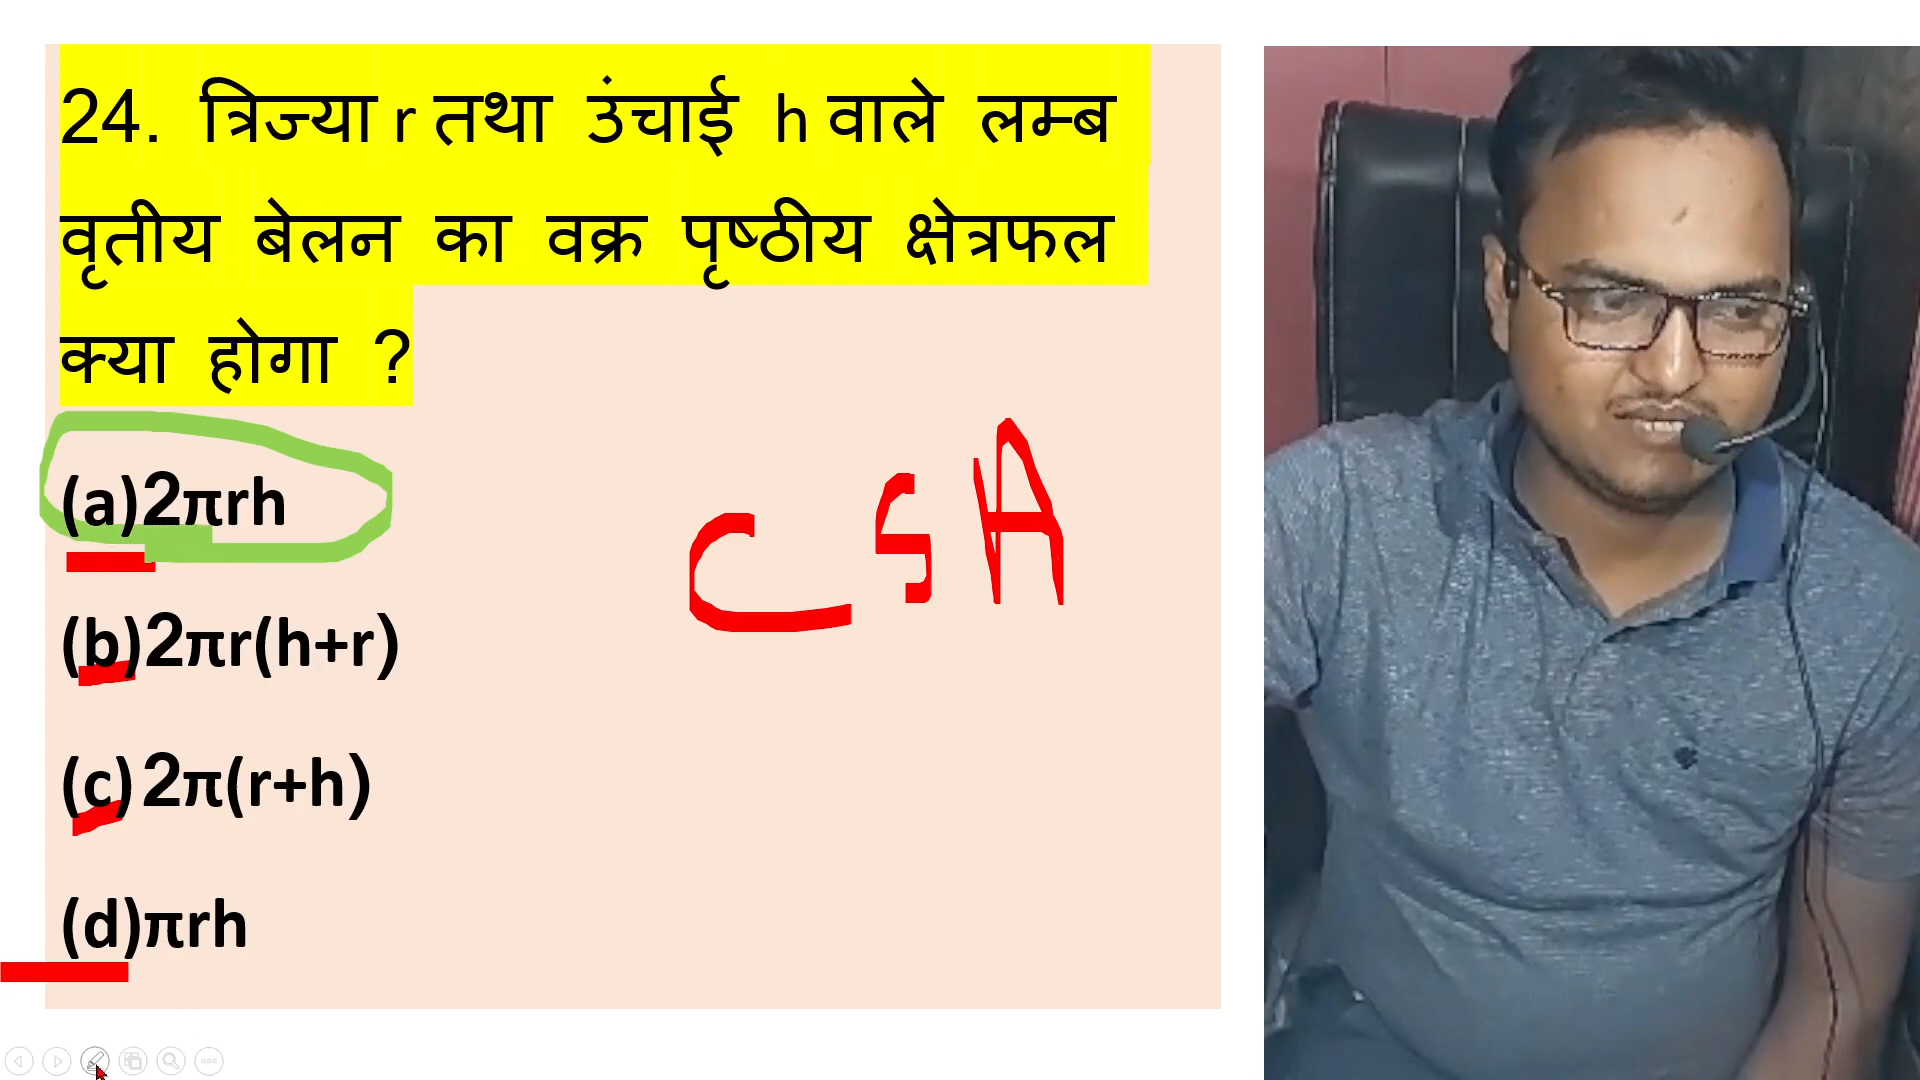 24. त्रिज्या r तथा उंचाई h वाले लम्ब
वृतीय बेलन का वक्र पृष्ठीय क्षेत्रफल
क्या होगा ?
(a)2πrh
CSA
(b)2πr(h+r)
(c)2π(r+h)
(d)πrh